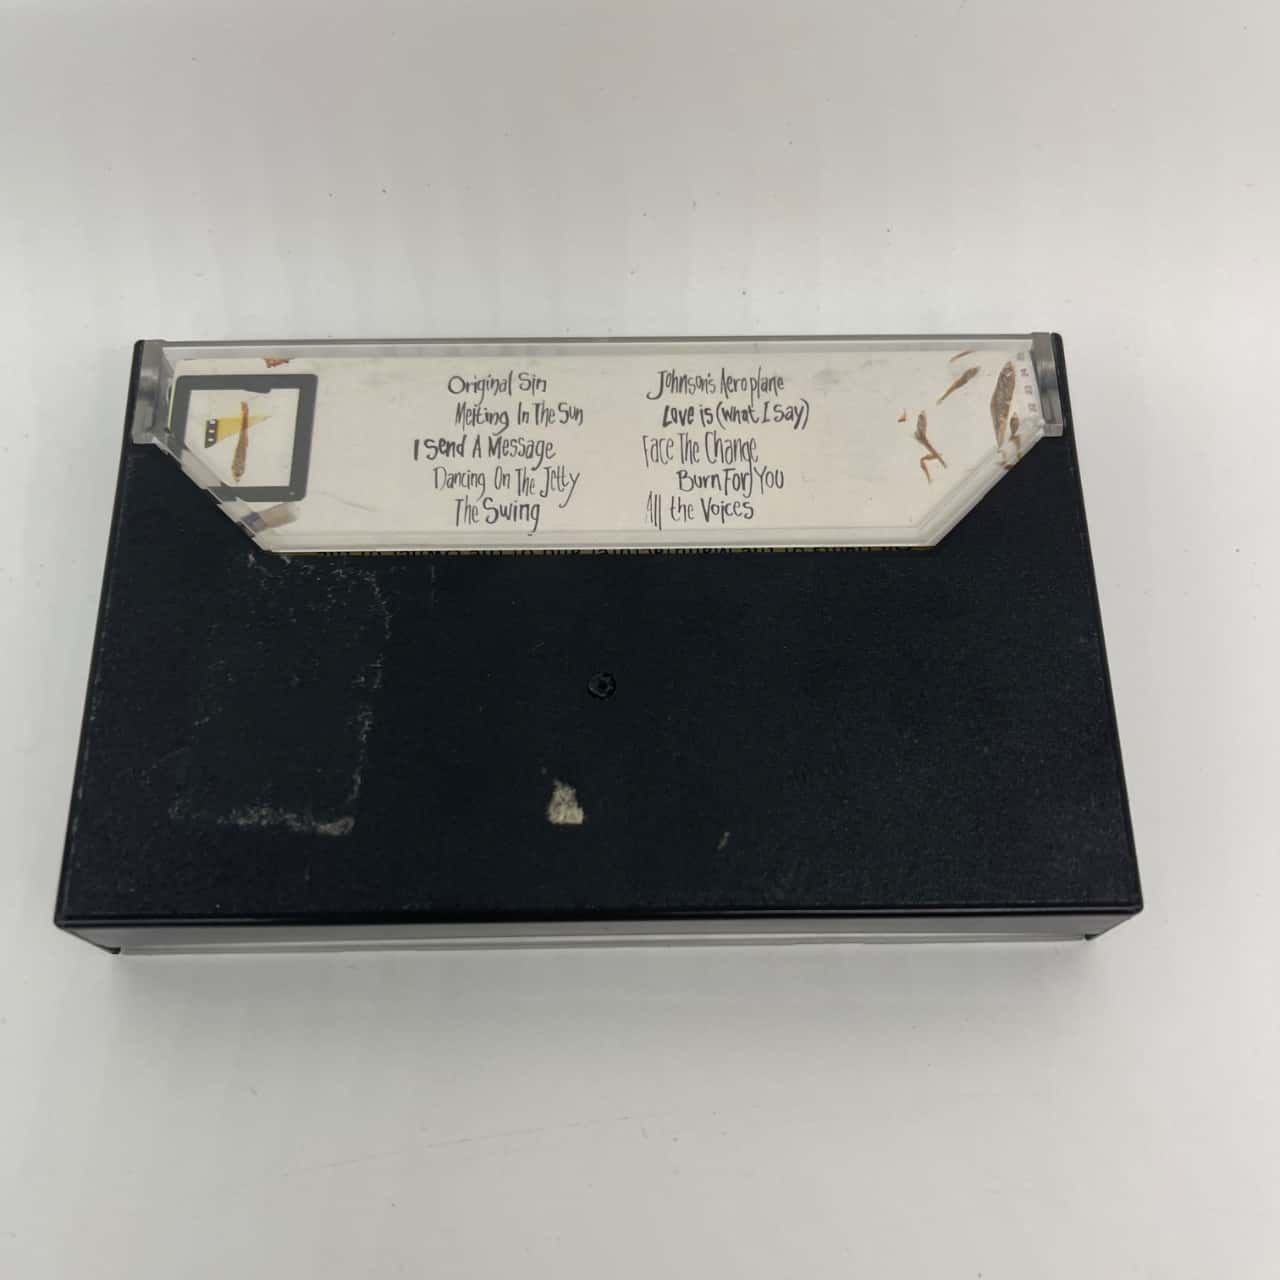 Original Sin
Melting In The Sun
I Send A Message
Dancing On The Jetty
The Swing
Johnson's Aeroplane
Love is (What I Say)
Face The Change
Burn For You
All the Voices